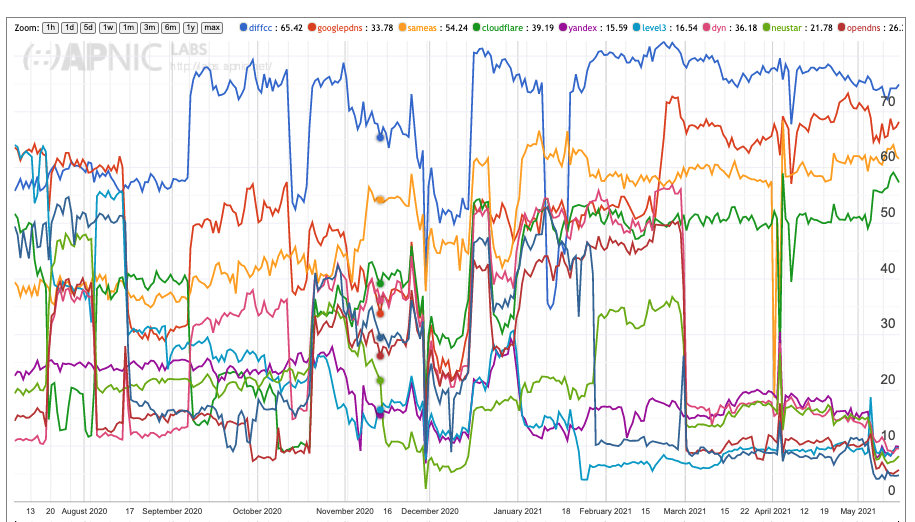 Zoom: 1h 1d 5d 1w 1m 3m 6m 1y max diffcc : 65.42 googlepdns : 33.78 sameas : 54.24 cloudflare : 39.19 yandex : 15.59 level3 : 16.54 dyn : 36.18 neustar : 21.78 opendns : 26.
APNIC LABS
70
60
50
40
30
20
10
0
13 20 August 2020 17 September 2020 October 2020 November 2020 16 December 2020 January 2021 18 February 2021 15 March 2021 15 22 April 2021 12 19 May 2021